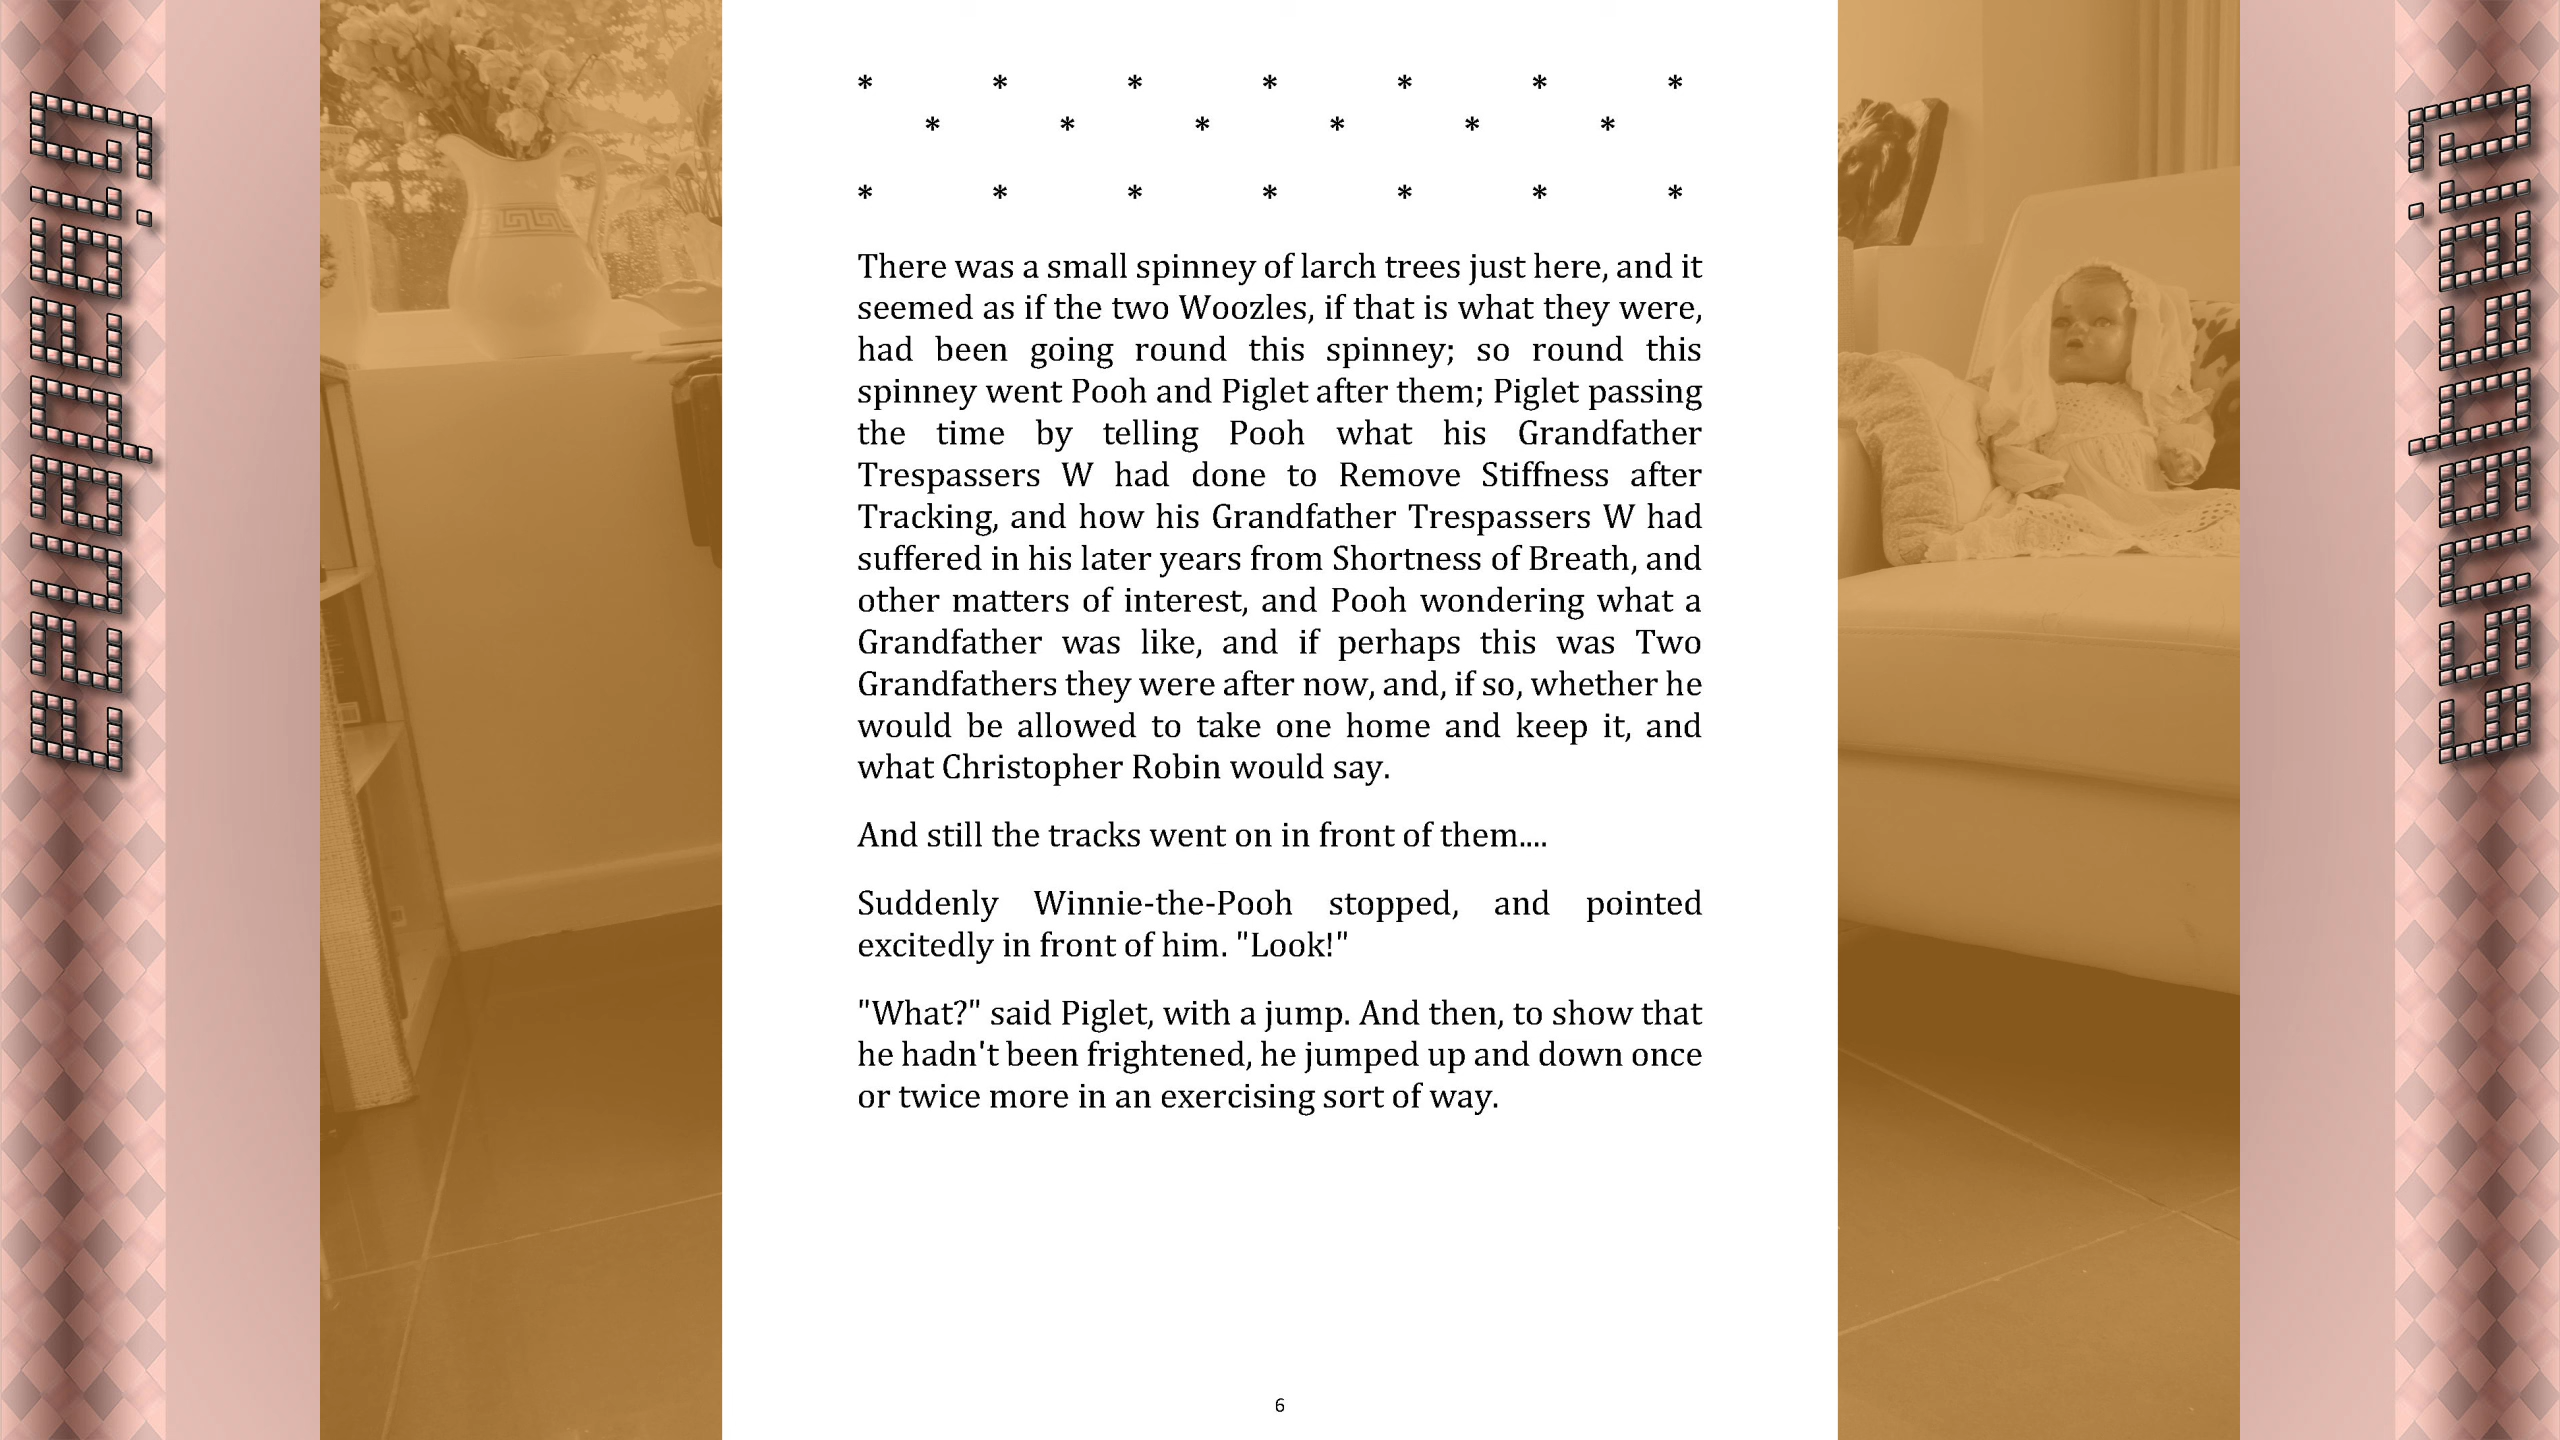 * * * * * * *
* * * * * *
* * * * * * *
There was a small spinney of larch trees just here, and it
seemed as if the two Woozles, if that is what they were,
had been going round this spinney; so round this
spinney went Pooh and Piglet after them; Piglet passing
the time by telling Pooh what his Grandfather
Trespassers W had done to Remove Stiffness after
Tracking, and how his Grandfather Trespassers W had
suffered in his later years from Shortness of Breath, and
other matters of interest, and Pooh wondering what a
Grandfather was like, and if perhaps this was Two
Grandfathers they were after now, and, if so, whether he
would be allowed to take one home and keep it, and
what Christopher Robin would say.
And still the tracks went on in front of them....
Suddenly Winnie-the-Pooh stopped, and pointed
excitedly in front of him. "Look!"
"What?" said Piglet, with a jump. And then, to show that
he hadn't been frightened, he jumped up and down once
or twice more in an exercising sort of way.
6